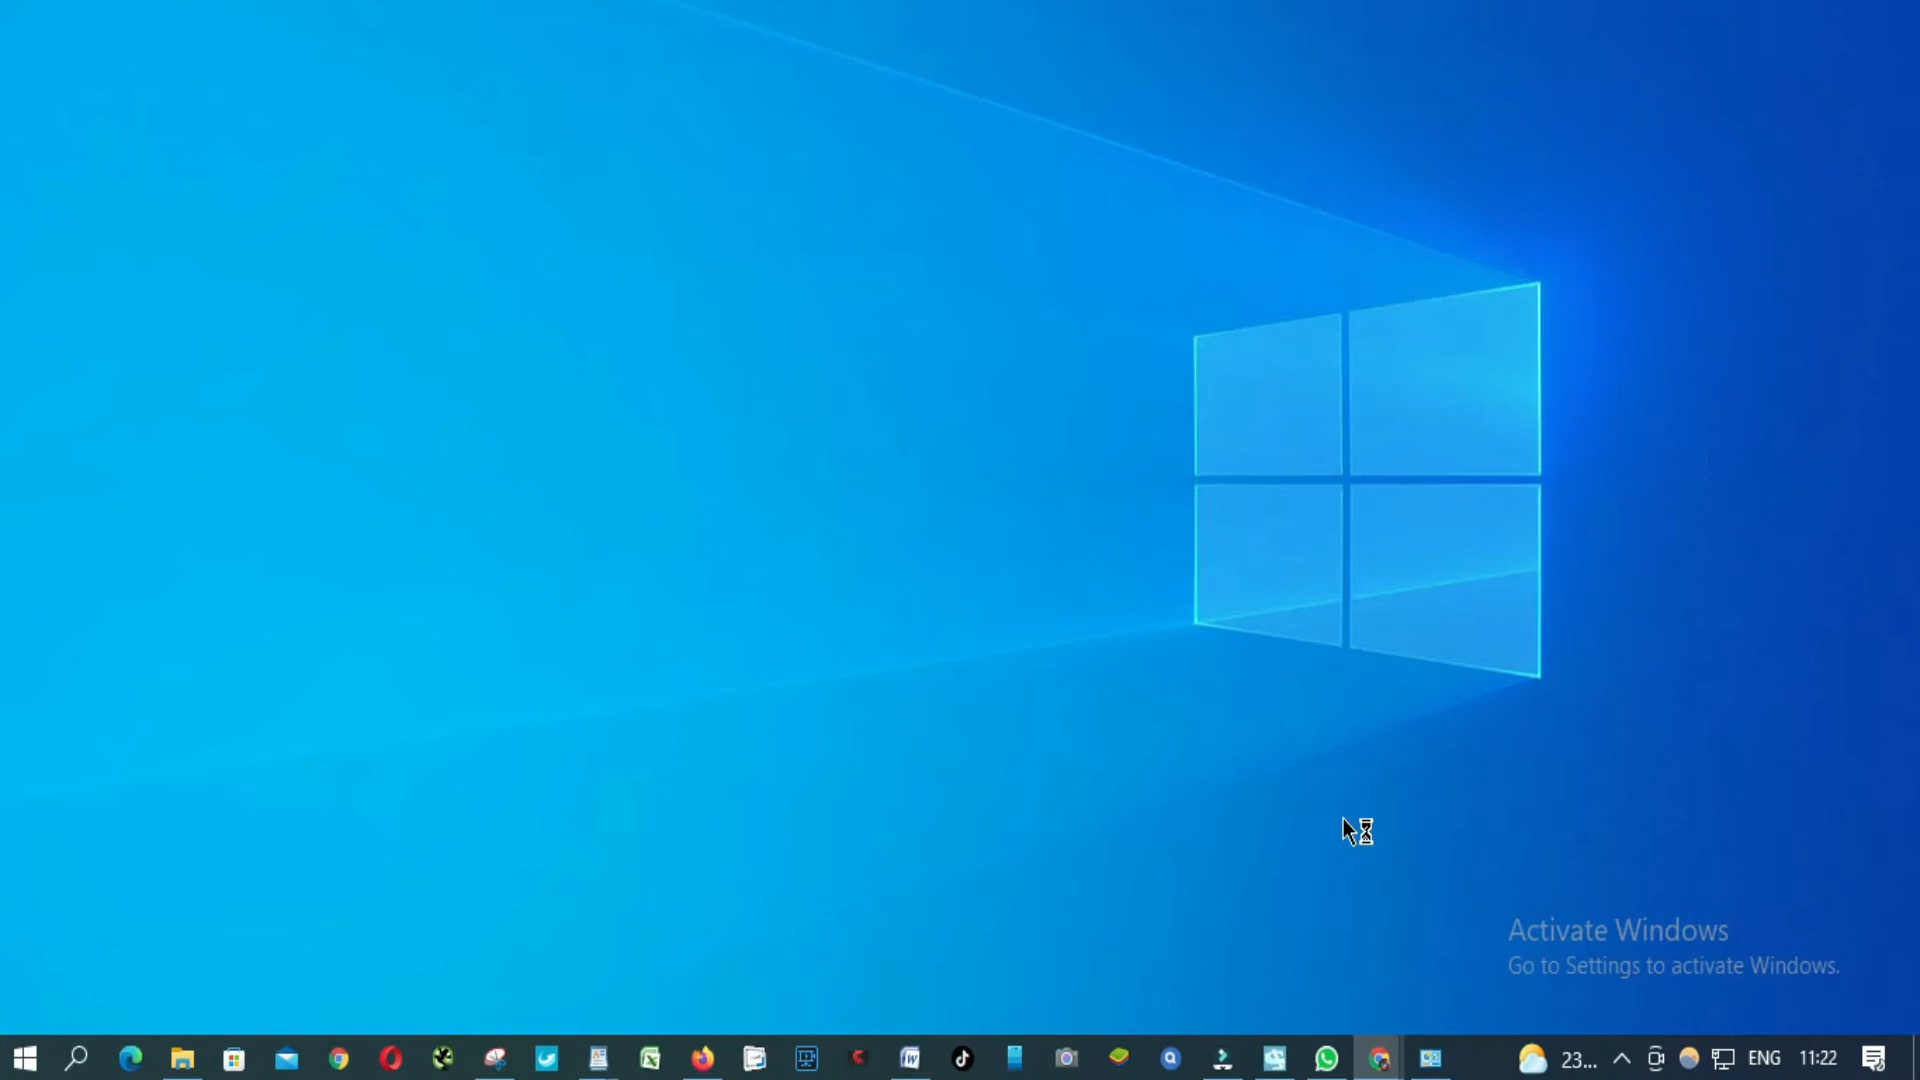 Activate Windows
Go to Settings to activate Windows.
23...
ENG
11:22